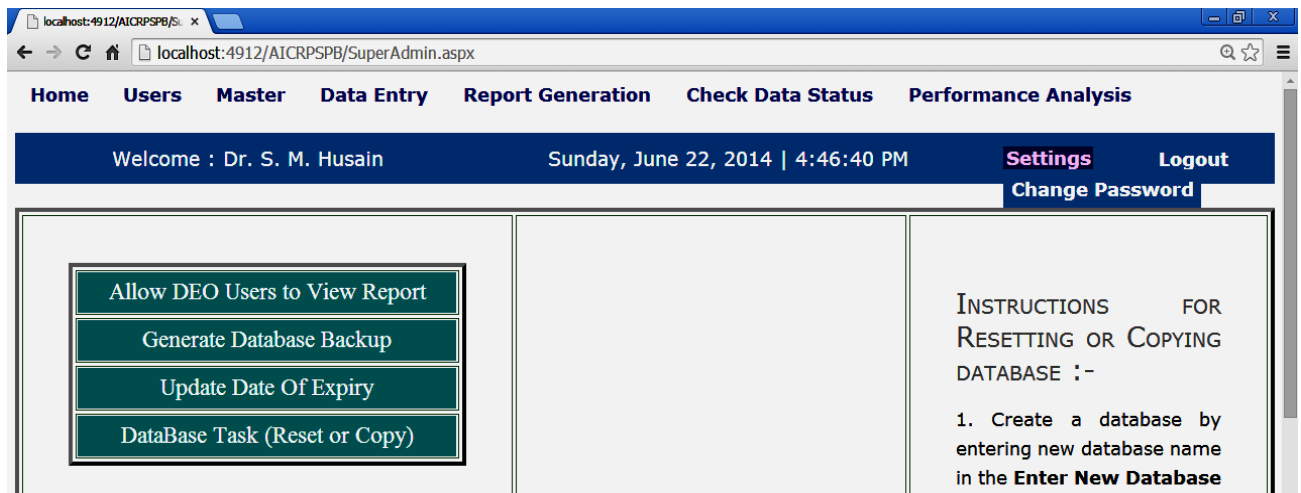 localhost:4912/AICRPSPB/Su
localhost:4912/AICRPSPB/SuperAdmin.aspx
Home Users Master Data Entry Report Generation Check Data Status Performance Analysis
Welcome : Dr. S. M. Husain Sunday, June 22, 2014 | 4:46:40 PM Settings Logout
Change Password
Allow DEO Users to View Report
Generate Database Backup
Update Date Of Expiry
DataBase Task (Reset or Copy)
Instructions for
Resetting or Copying
database :-
1. Create a database by
entering new database name
in the Enter New Database